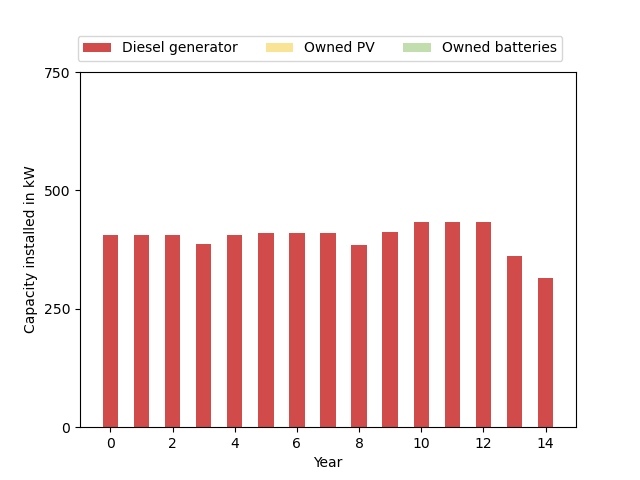 Diesel generator Owned PV Owned batteries
750
500
250
0
Capacity installed in kW
0 2 4 6 8 10 12 14
Year